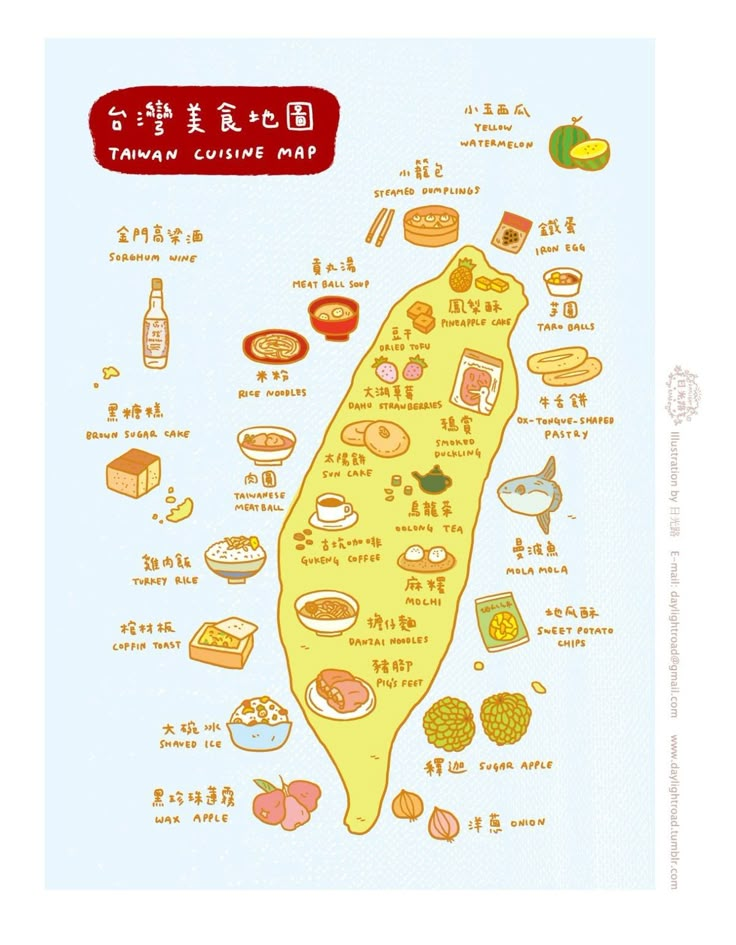 台灣美食地圖
TAIWAN CUISINE MAP
小玉西瓜
YELLOW
WATERMELON
小籠包
STEAMED DUMPLINGS
鐵蛋
IRON EGG
金門高粱酒
SORGHUM WINE
貢丸湯
MEAT BALL SOUP
芋圓
TARO BALLS
鳳梨酥
PINEAPPLE CAKE
豆干
DRIED TOFU
米粉
RICE NOODLES
大湖草莓
DAHU STRAWBERRIES
牛舌餅
OX-TONGUE-SHAPED
PASTRY
黑糖糕
BROWN SUGAR CAKE
鴨賞
SMOKED
DUCKLING
太陽餅
SUN CAKE
肉圓
TAIWANESE
MEATBALL
烏龍茶
OOLONG TEA
古坑咖啡
GUKENG COFFEE
曼波魚
MOLA MOLA
雞肉飯
TURKEY RICE
麻糬
MOCHI
地瓜酥
SWEET POTATO
CHIPS
棺材板
COFFIN TOAST
擔仔麵
DANZAI NOODLES
豬腳
PIG'S FEET
大碗冰
SHAVED ICE
釋迦 SUGAR APPLE
黑珍珠蓮霧
WAX APPLE
洋蔥 ONION
日光路
Illustration by 日光路 E-mail: daylightroad@gmail.com www.daylightroad.tumblr.com